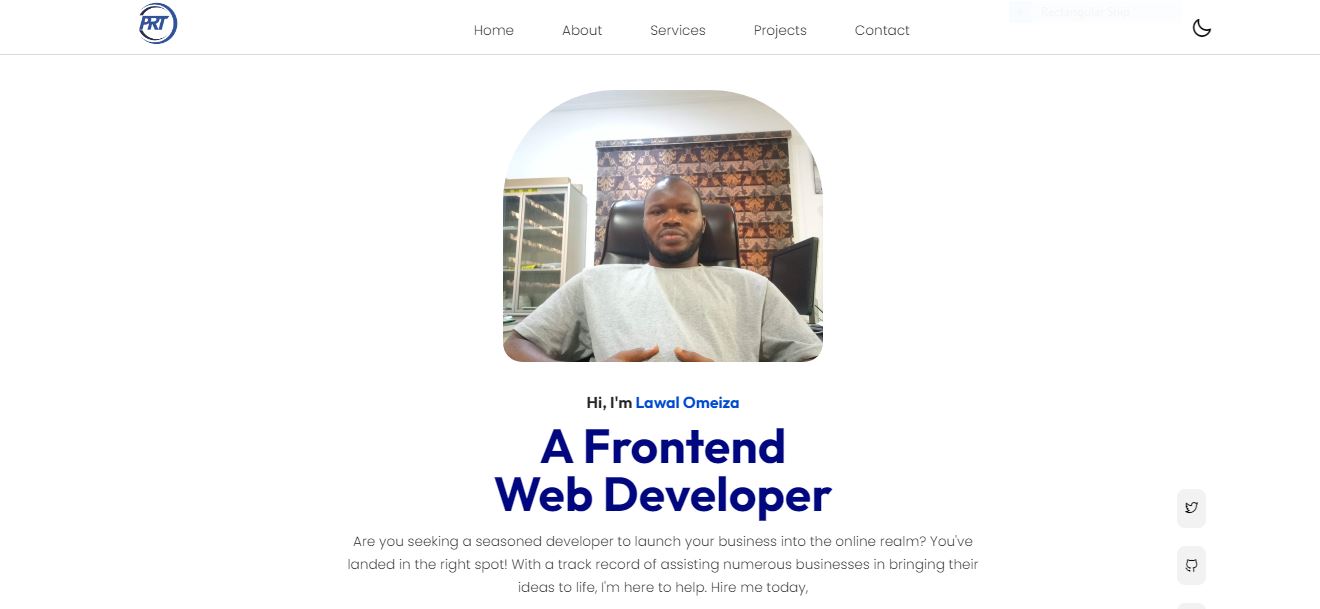 PRT
Home About Services Projects Contact
Rectangular Snip
Hi, I'm Lawal Omeiza
A Frontend
Web Developer
Are you seeking a seasoned developer to launch your business into the online realm? You've
landed in the right spot! With a track record of assisting numerous businesses in bringing their
ideas to life, I'm here to help. Hire me today,